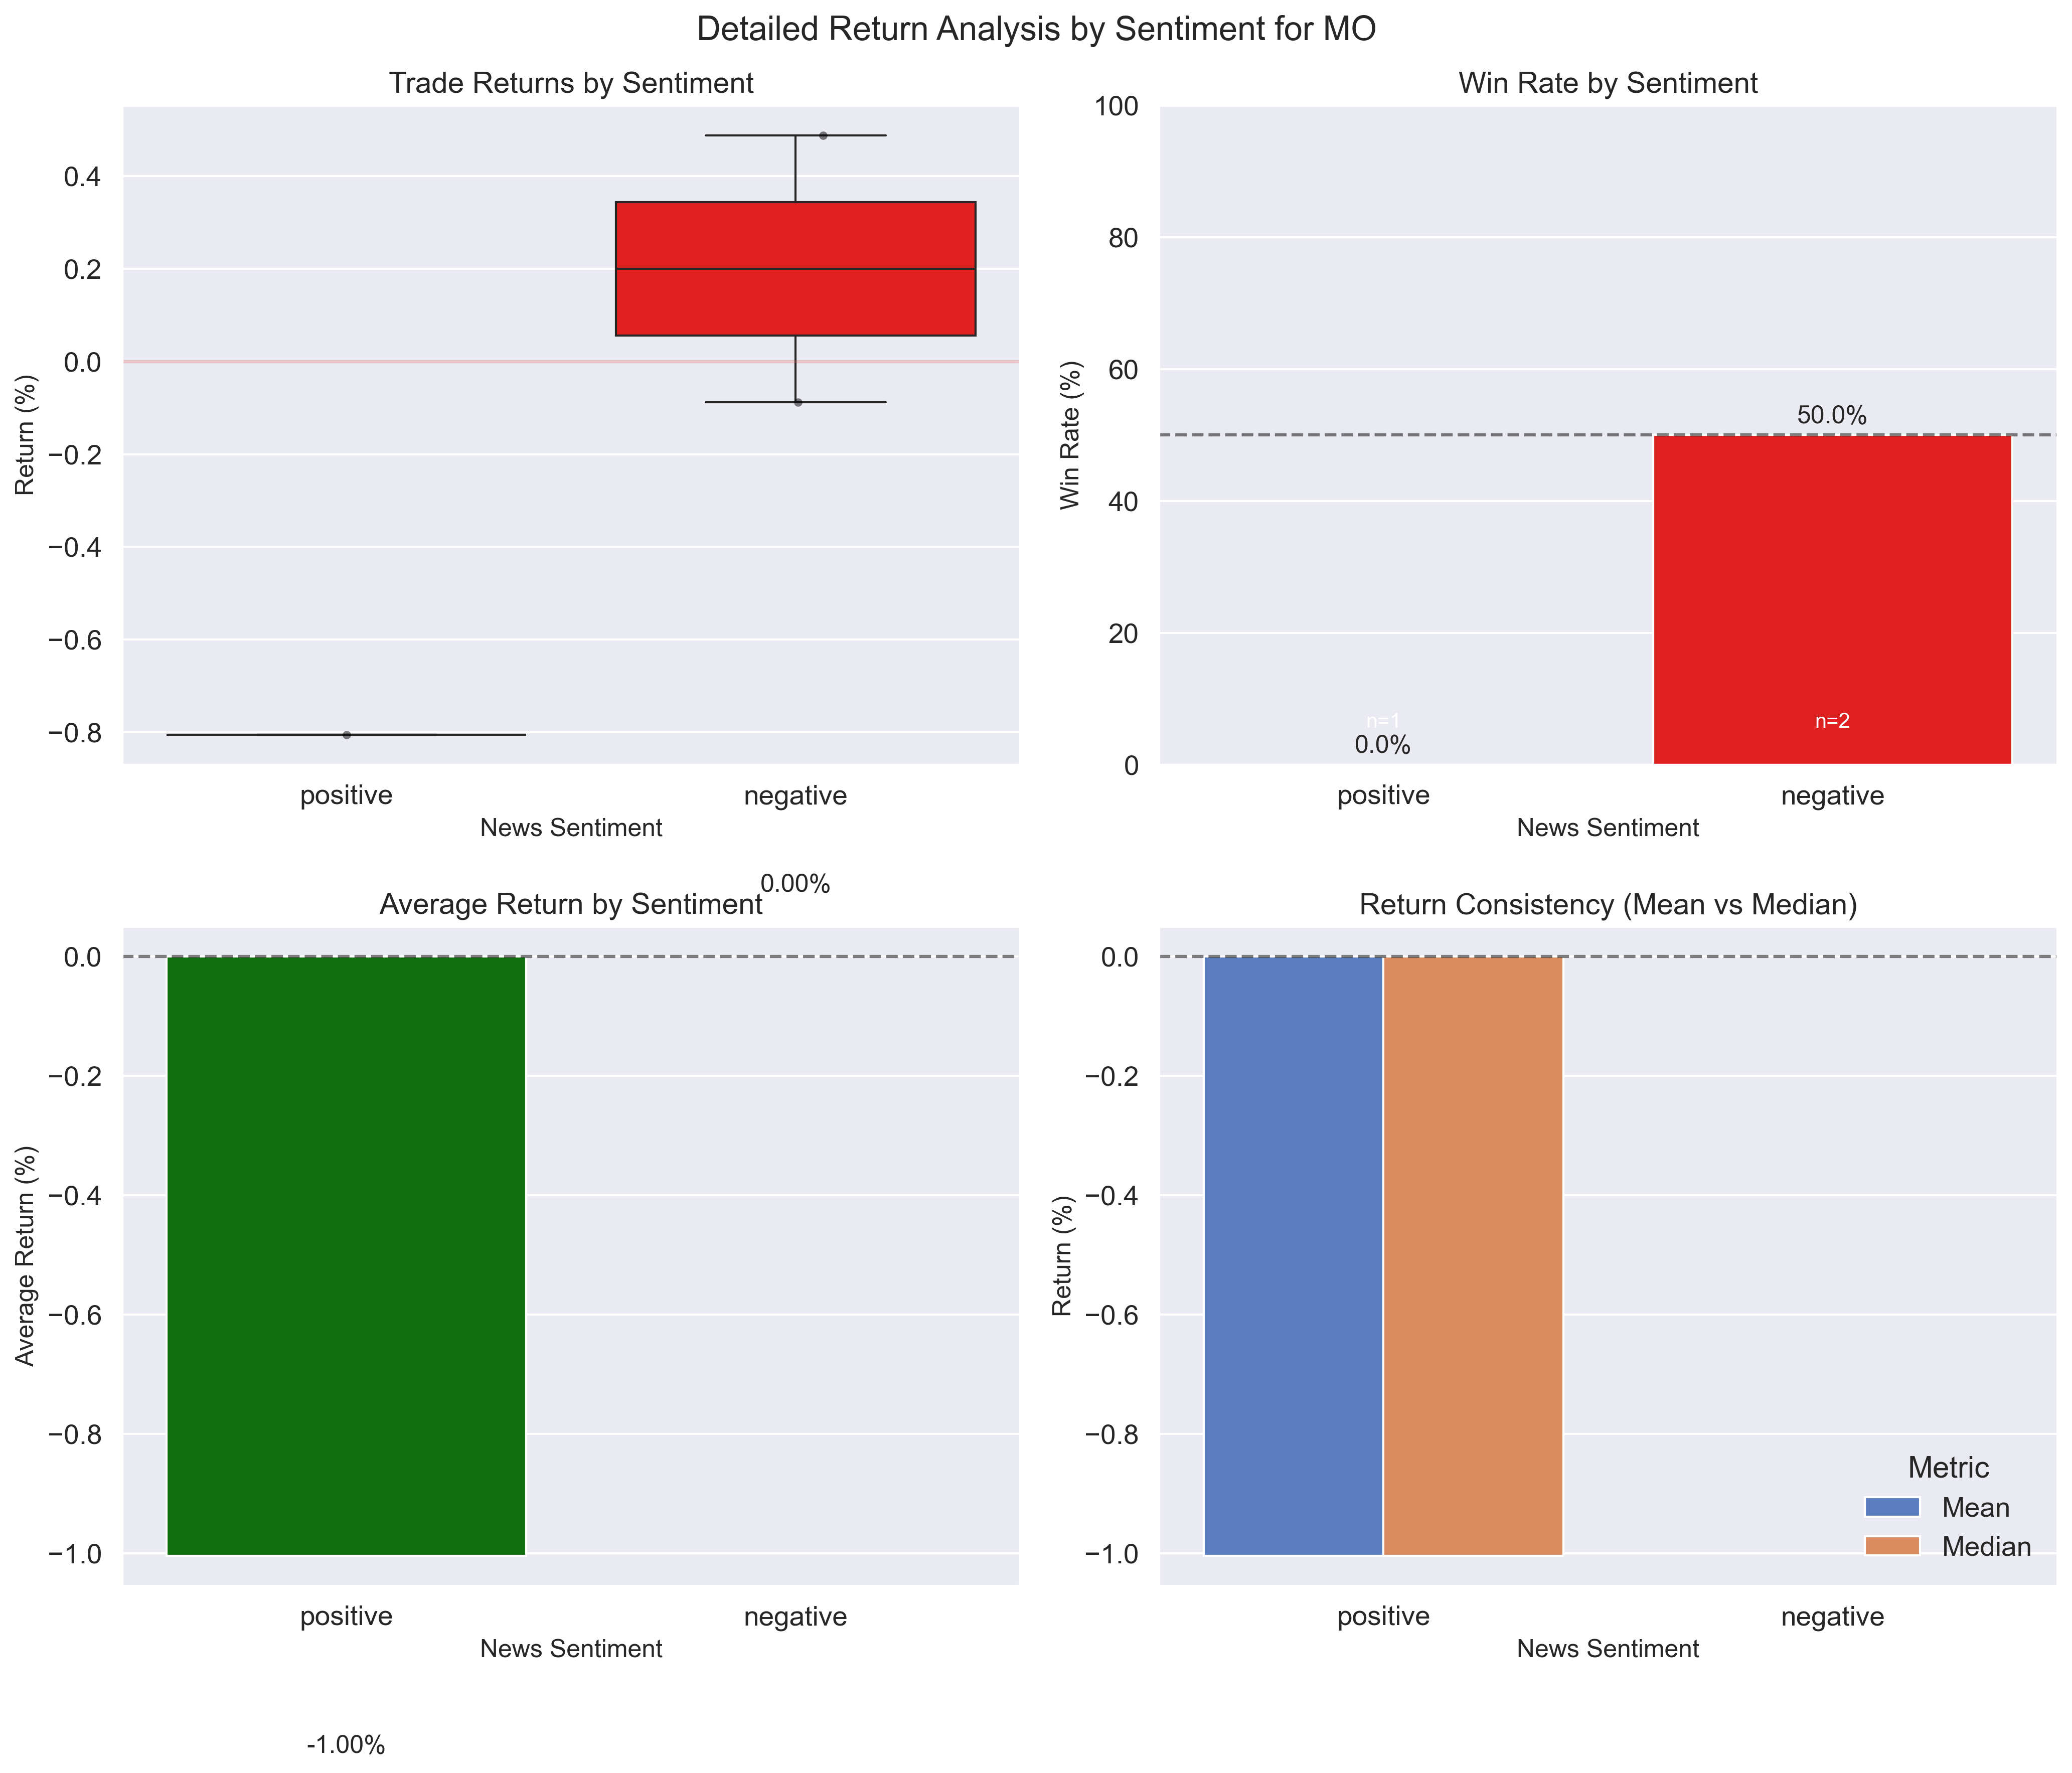 Detailed Return Analysis by Sentiment for MO
Trade Returns by Sentiment
Return (%)
0.4
0.2
0.0
−0.2
−0.4
−0.6
−0.8
positive
negative
News Sentiment
Win Rate by Sentiment
Win Rate (%)
100
80
60
40
20
0
50.0%
n=1
0.0%
n=2
positive
negative
News Sentiment
0.00%
Average Return by Sentiment
Average Return (%)
0.0
−0.2
−0.4
−0.6
−0.8
−1.0
positive
negative
News Sentiment
-1.00%
Return Consistency (Mean vs Median)
Return (%)
0.0
−0.2
−0.4
−0.6
−0.8
−1.0
Metric
Mean
Median
positive
negative
News Sentiment